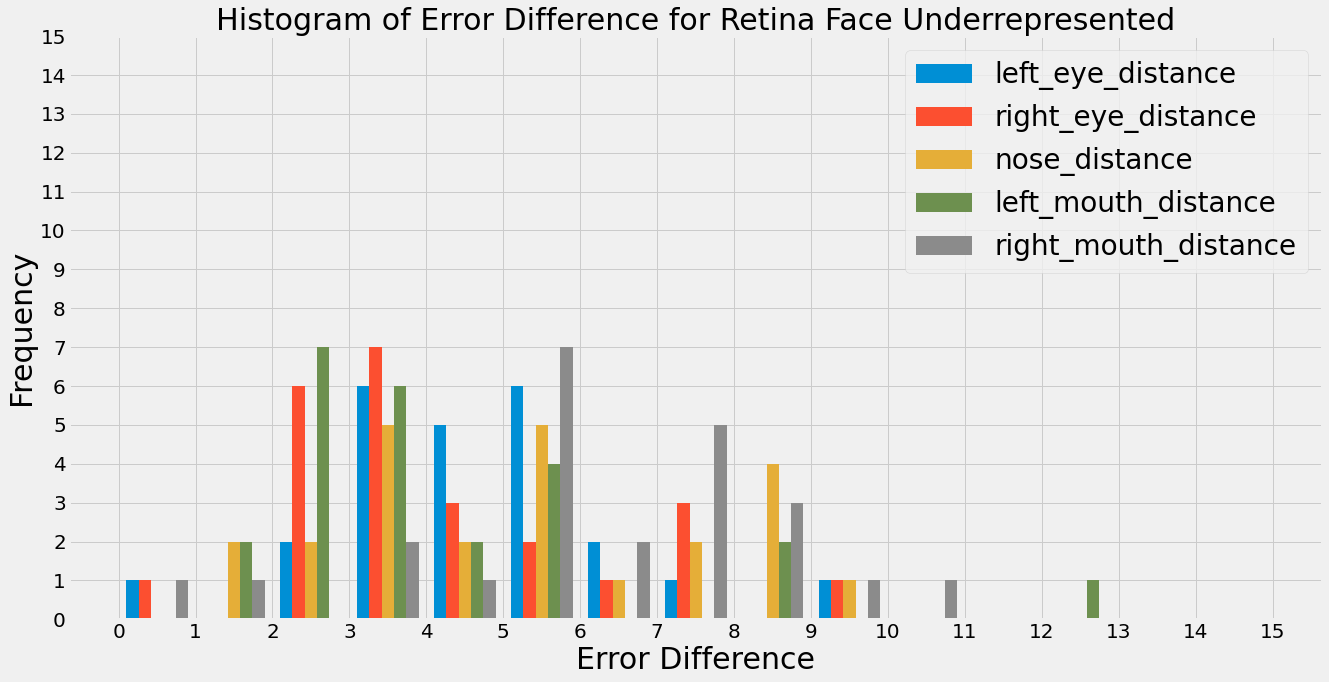 Histogram of Error Difference for Retina Face Underrepresented
15
14
13
12
11
10
9
8
7
6
5
4
3
2
1
0
Frequency
left_eye_distance
right_eye_distance
nose_distance
left_mouth_distance
right_mouth_distance
0 1 2 3 4 5 6 7 8 9 10 11 12 13 14 15
Error Difference